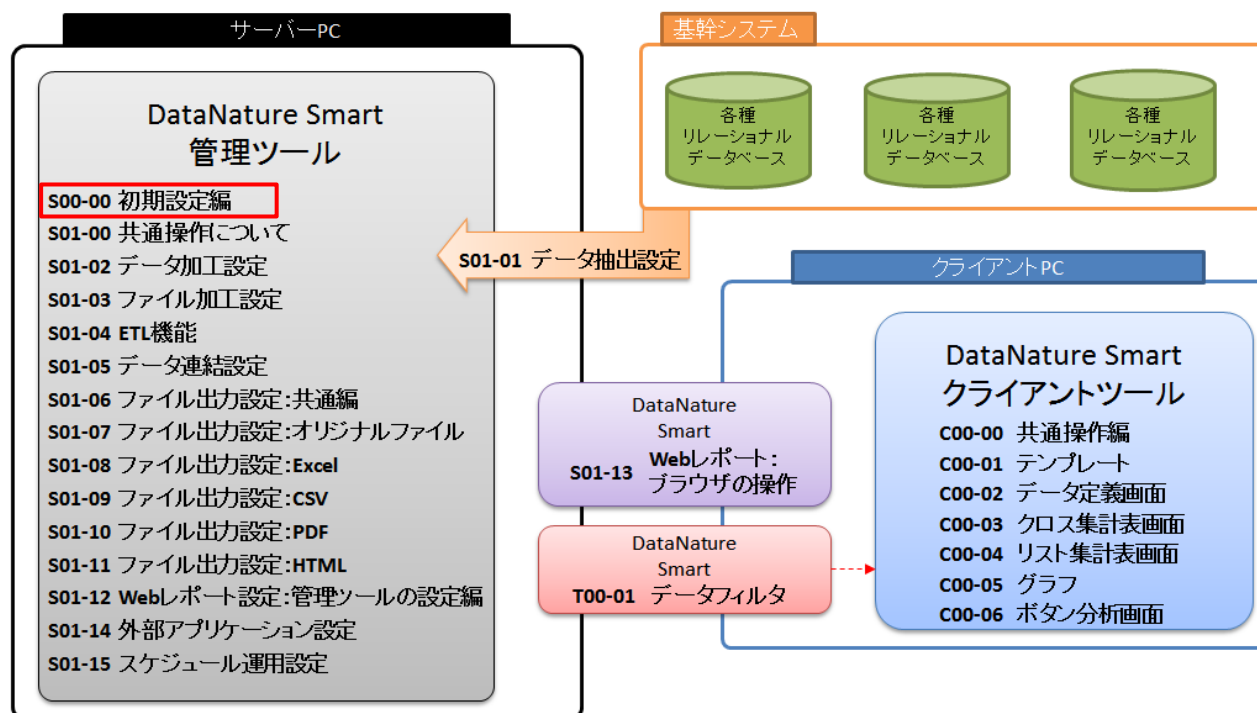 サーバーPC
DataNature Smart
管理ツール
S00-00 初期設定編
S01-00 共通操作について
S01-02 データ加工設定
S01-03 ファイル加工設定
S01-04 ETL機能
S01-05 データ連結設定
S01-06 ファイル出力設定:共通編
S01-07 ファイル出力設定:オリジナルファイル
S01-08 ファイル出力設定:Excel
S01-09 ファイル出力設定:CSV
S01-10 ファイル出力設定:PDF
S01-11 ファイル出力設定:HTML
S01-12 Webレポート設定:管理ツールの設定編
S01-14 外部アプリケーション設定
S01-15 スケジュール運用設定
基幹システム
各種
リレーショナル
データベース
各種
リレーショナル
データベース
各種
リレーショナル
データベース
S01-01 データ抽出設定
クライアントPC
DataNature
Smart
S01-13 Webレポート:
ブラウザの操作
DataNature
Smart
T00-01 データフィルタ
DataNature Smart
クライアントツール
C00-00 共通操作編
C00-01 テンプレート
C00-02 データ定義画面
C00-03 クロス集計表画面
C00-04 リスト集計表画面
C00-05 グラフ
C00-06 ボタン分析画面